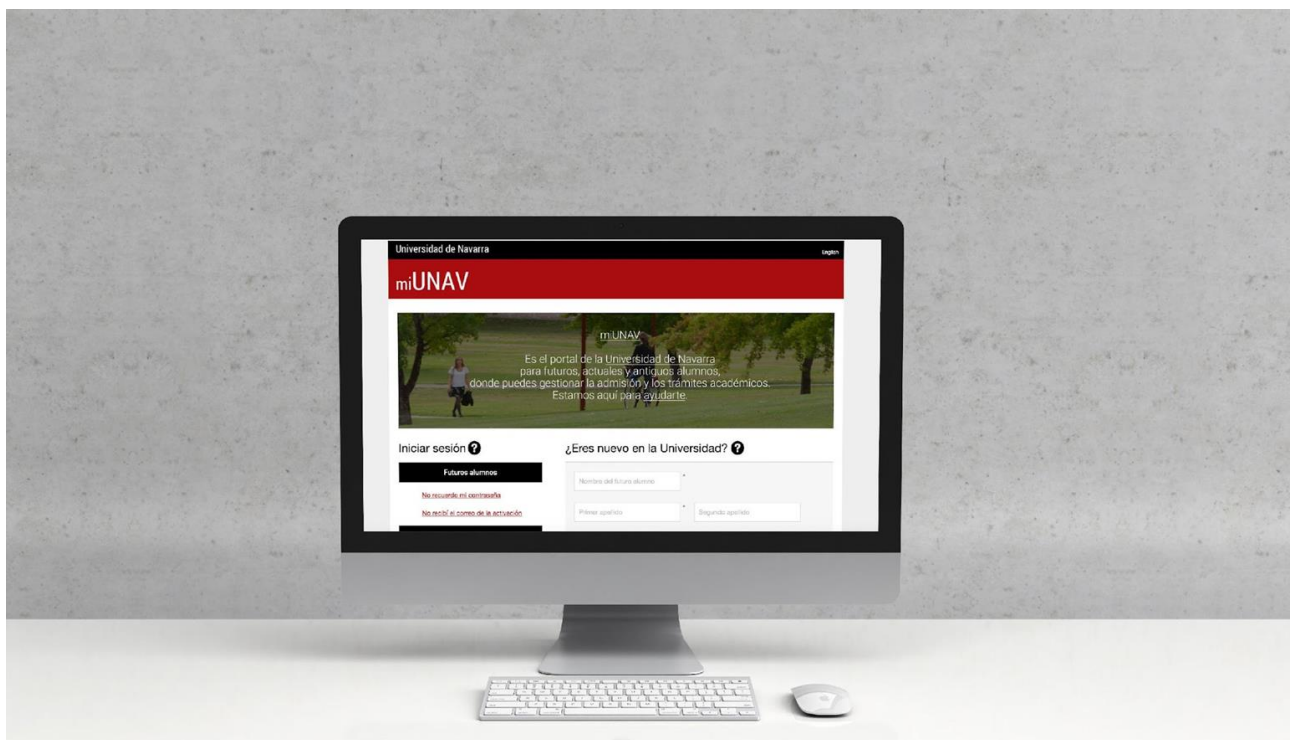 Universidad de Navarra
English
miUNAV
miUNAV
Es el portal de la Universidad de Navarra
para futuros, actuales y antiguos alumnos,
donde puedes gestionar la admisión y los trámites académicos.
Estamos aquí para ayudarte.
Iniciar sesión ?
¿Eres nuevo en la Universidad? ?
Futuros alumnos
Nombre del futuro alumno *
No recuerdo mi contraseña
No recibí el correo de la activación
Primer apellido *
Segundo apellido